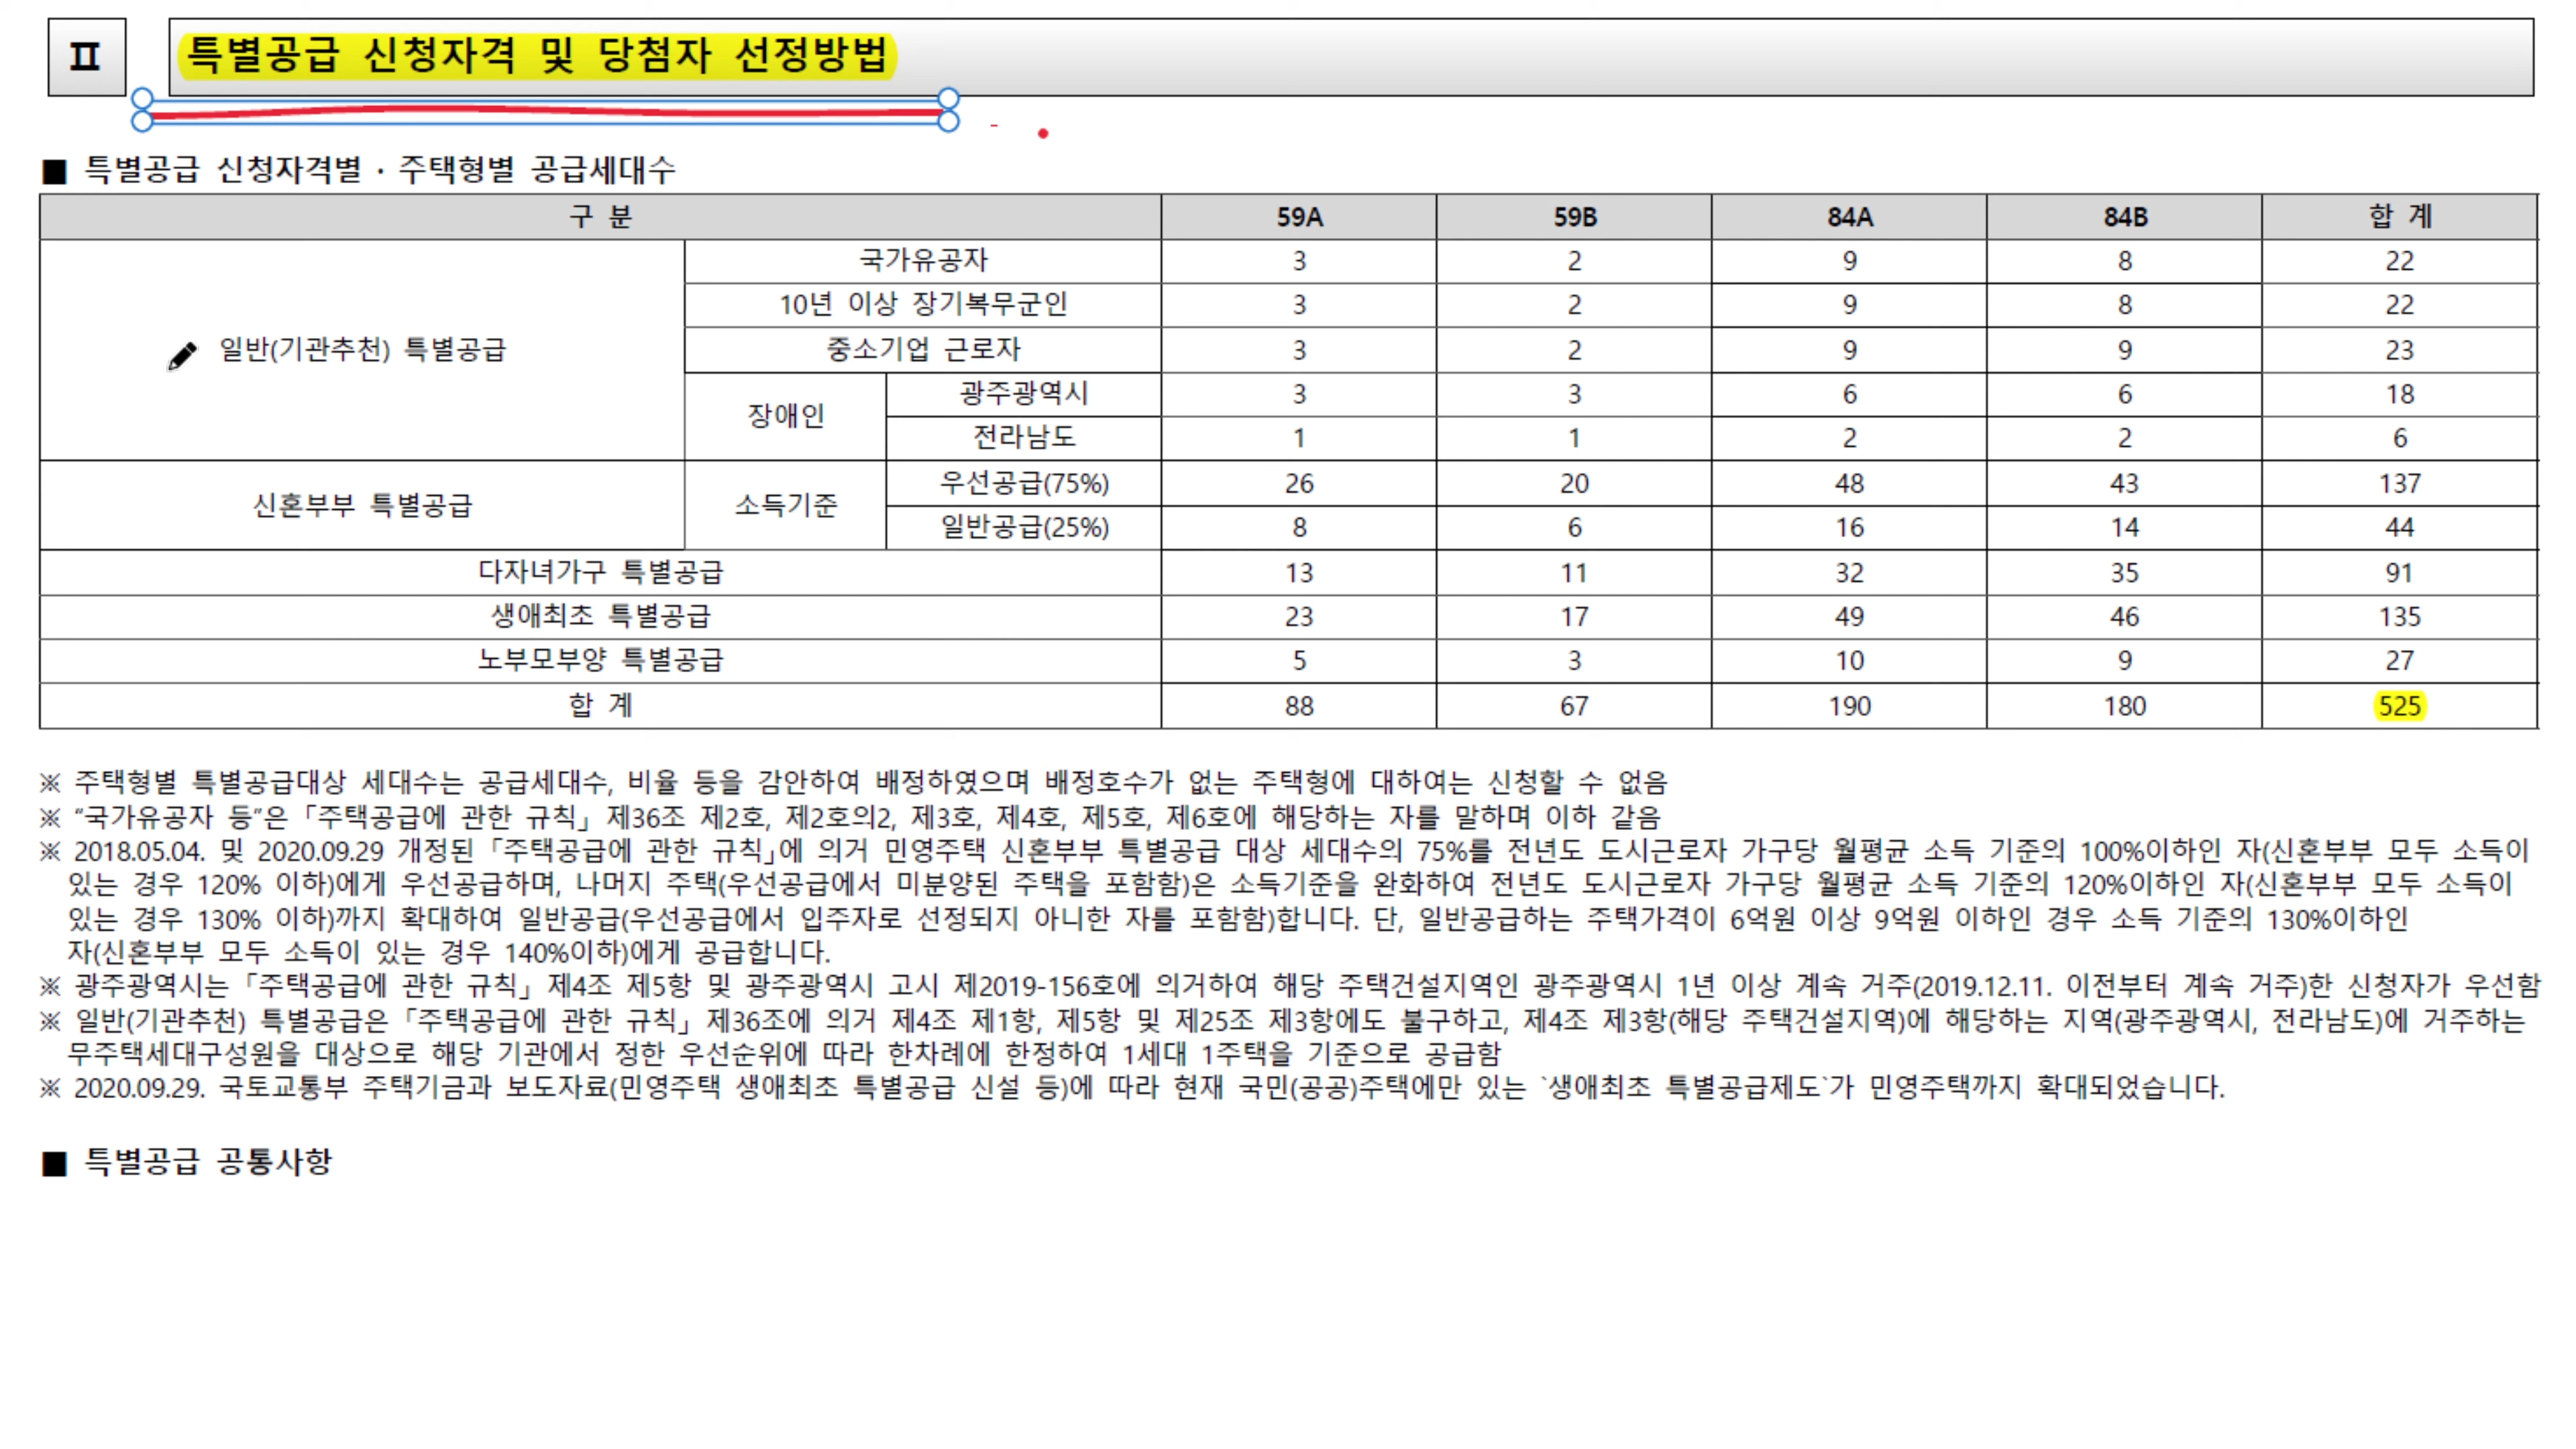 Ⅱ 특별공급 신청자격 및 당첨자 선정방법
■ 특별공급 신청자격별 · 주택형별 공급세대수
구 분 59A 59B 84A 84B 합 계
일반(기관추천) 특별공급 국가유공자 3 2 9 8 22
10년 이상 장기복무군인 3 2 9 8 22
중소기업 근로자 3 2 9 9 23
장애인 광주광역시 3 3 6 6 18
전라남도 1 1 2 2 6
신혼부부 특별공급 소득기준 우선공급(75%) 26 20 48 43 137
일반공급(25%) 8 6 16 14 44
다자녀가구 특별공급 13 11 32 35 91
생애최초 특별공급 23 17 49 46 135
노부모부양 특별공급 5 3 10 9 27
합 계 88 67 190 180 525
※ 주택형별 특별공급대상 세대수는 공급세대수, 비율 등을 감안하여 배정하였으며 배정호수가 없는 주택형에 대하여는 신청할 수 없음
※ “국가유공자 등”은「주택공급에 관한 규칙」제36조 제2호, 제2호의2, 제3호, 제4호, 제5호, 제6호에 해당하는 자를 말하며 이하 같음
※ 2018.05.04. 및 2020.09.29 개정된「주택공급에 관한 규칙」에 의거 민영주택 신혼부부 특별공급 대상 세대수의 75%를 전년도 도시근로자 가구당 월평균 소득 기준의 100%이하인 자(신혼부부 모두 소득이
있는 경우 120% 이하)에게 우선공급하며, 나머지 주택(우선공급에서 미분양된 주택을 포함함)은 소득기준을 완화하여 전년도 도시근로자 가구당 월평균 소득 기준의 120%이하인 자(신혼부부 모두 소득이
있는 경우 130% 이하)까지 확대하여 일반공급(우선공급에서 입주자로 선정되지 아니한 자를 포함함)합니다. 단, 일반공급하는 주택가격이 6억원 이상 9억원 이하인 경우 소득 기준의 130%이하인
자(신혼부부 모두 소득이 있는 경우 140%이하)에게 공급합니다.
※ 광주광역시는「주택공급에 관한 규칙」제4조 제5항 및 광주광역시 고시 제2019-156호에 의거하여 해당 주택건설지역인 광주광역시 1년 이상 계속 거주(2019.12.11. 이전부터 계속 거주)한 신청자가 우선함
※ 일반(기관추천) 특별공급은「주택공급에 관한 규칙」제36조에 의거 제4조 제1항, 제5항 및 제25조 제3항에도 불구하고, 제4조 제3항(해당 주택건설지역)에 해당하는 지역(광주광역시, 전라남도)에 거주하는
무주택세대구성원을 대상으로 해당 기관에서 정한 우선순위에 따라 한차례에 한정하여 1세대 1주택을 기준으로 공급함
※ 2020.09.29. 국토교통부 주택기금과 보도자료(민영주택 생애최초 특별공급 신설 등)에 따라 현재 국민(공공)주택에만 있는 `생애최초 특별공급제도`가 민영주택까지 확대되었습니다.
■ 특별공급 공통사항